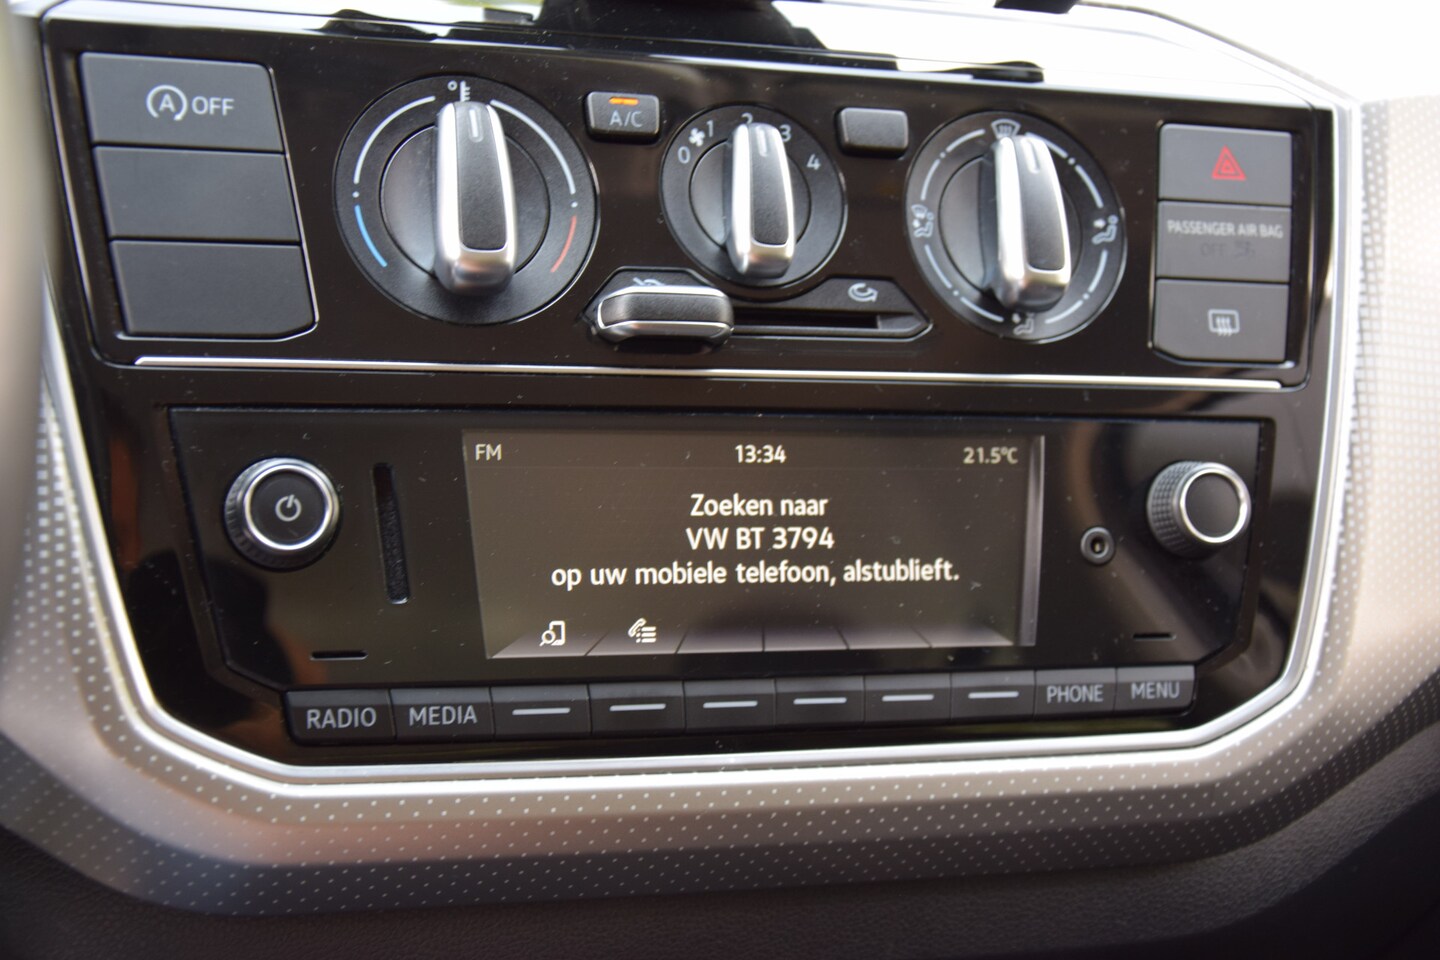 A OFF
A/C
0 1 2 3 4
PASSENGER AIR BAG
OFF
FM 13:34 21.5°C
Zoeken naar
VW BT 3794
op uw mobiele telefoon, alstublieft.
RADIO MEDIA PHONE MENU